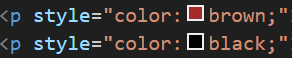 <p style="color: brown;"
<p style="color: black;"